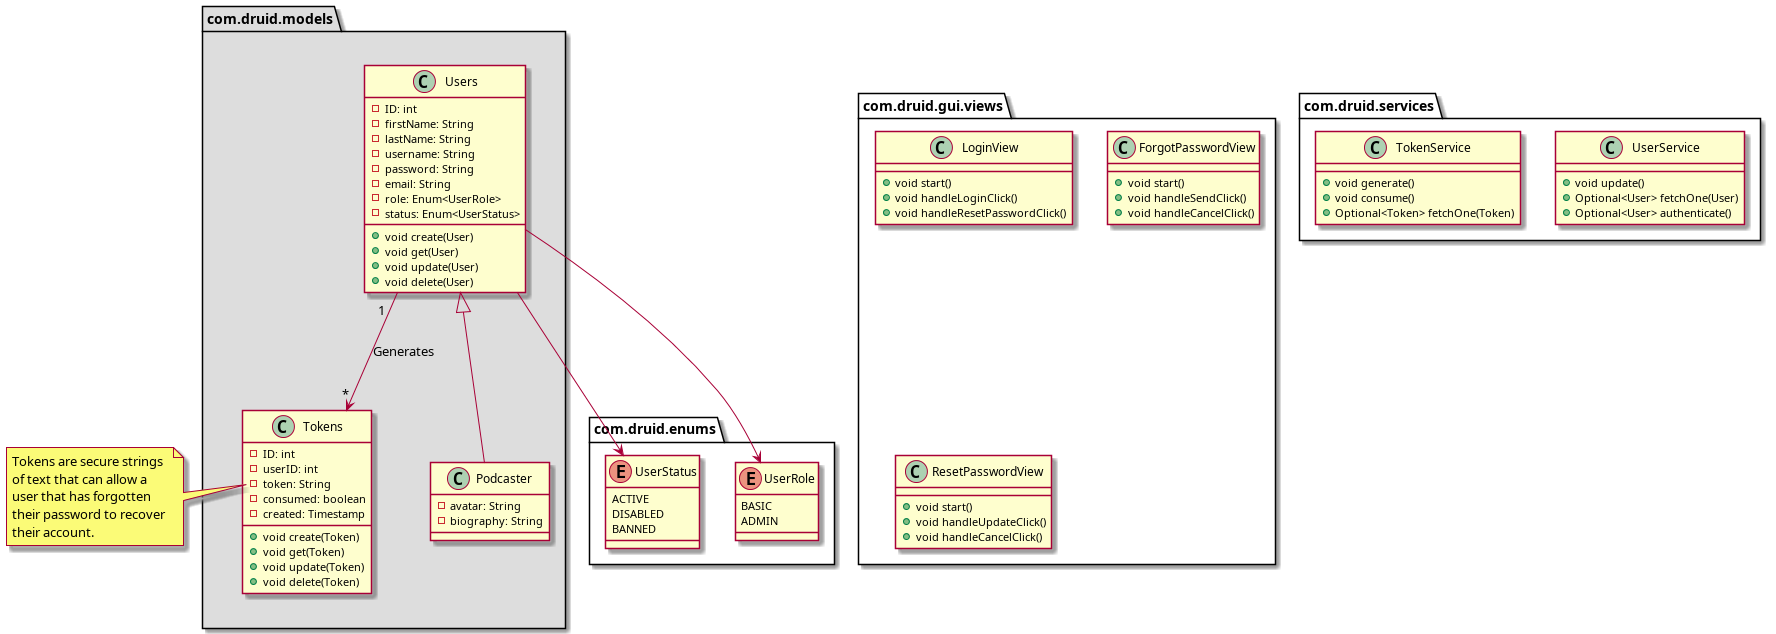 com.druid.models
C Users
ID: int
firstName: String
lastName: String
username: String
password: String
email: String
role: Enum<UserRole>
status: Enum<UserStatus>
void create(User)
void get(User)
void update(User)
void delete(User)
1
Generates
*
C Tokens
ID: int
userID: int
token: String
consumed: boolean
created: Timestamp
void create(Token)
void get(Token)
void update(Token)
void delete(Token)
Tokens are secure strings
of text that can allow a
user that has forgotten
their password to recover
their account.
C Podcaster
avatar: String
biography: String
com.druid.enums
E UserStatus
ACTIVE
DISABLED
BANNED
E UserRole
BASIC
ADMIN
com.druid.gui.views
C LoginView
void start()
void handleLoginClick()
void handleResetPasswordClick()
C ForgotPasswordView
void start()
void handleSendClick()
void handleCancelClick()
C ResetPasswordView
void start()
void handleUpdateClick()
void handleCancelClick()
com.druid.services
C TokenService
void generate()
void consume()
Optional<Token> fetchOne(Token)
C UserService
void update()
Optional<User> fetchOne(User)
Optional<User> authenticate()